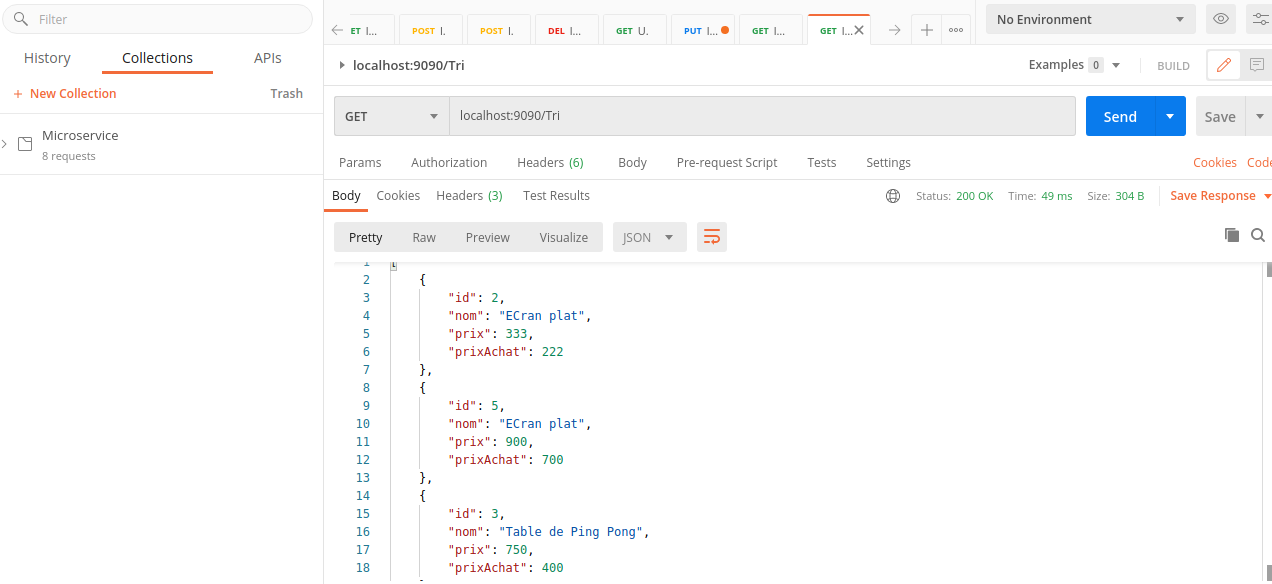 Filter
History Collections APIs
+ New Collection Trash
Microservice
8 requests
ET I... POST I. POST I. DEL I... GET U. PUT I... GET I... GET I...
No Environment
localhost:9090/Tri
Examples 0 BUILD
GET localhost:9090/Tri Send Save
Params Authorization Headers (6) Body Pre-request Script Tests Settings Cookies Code
Body Cookies Headers (3) Test Results Status: 200 OK Time: 49 ms Size: 304 B Save Response
Pretty Raw Preview Visualize JSON
1 [
2 {
3 "id": 2,
4 "nom": "ECran plat",
5 "prix": 333,
6 "prixAchat": 222
7 },
8 {
9 "id": 5,
10 "nom": "ECran plat",
11 "prix": 900,
12 "prixAchat": 700
13 },
14 {
15 "id": 3,
16 "nom": "Table de Ping Pong",
17 "prix": 750,
18 "prixAchat": 400